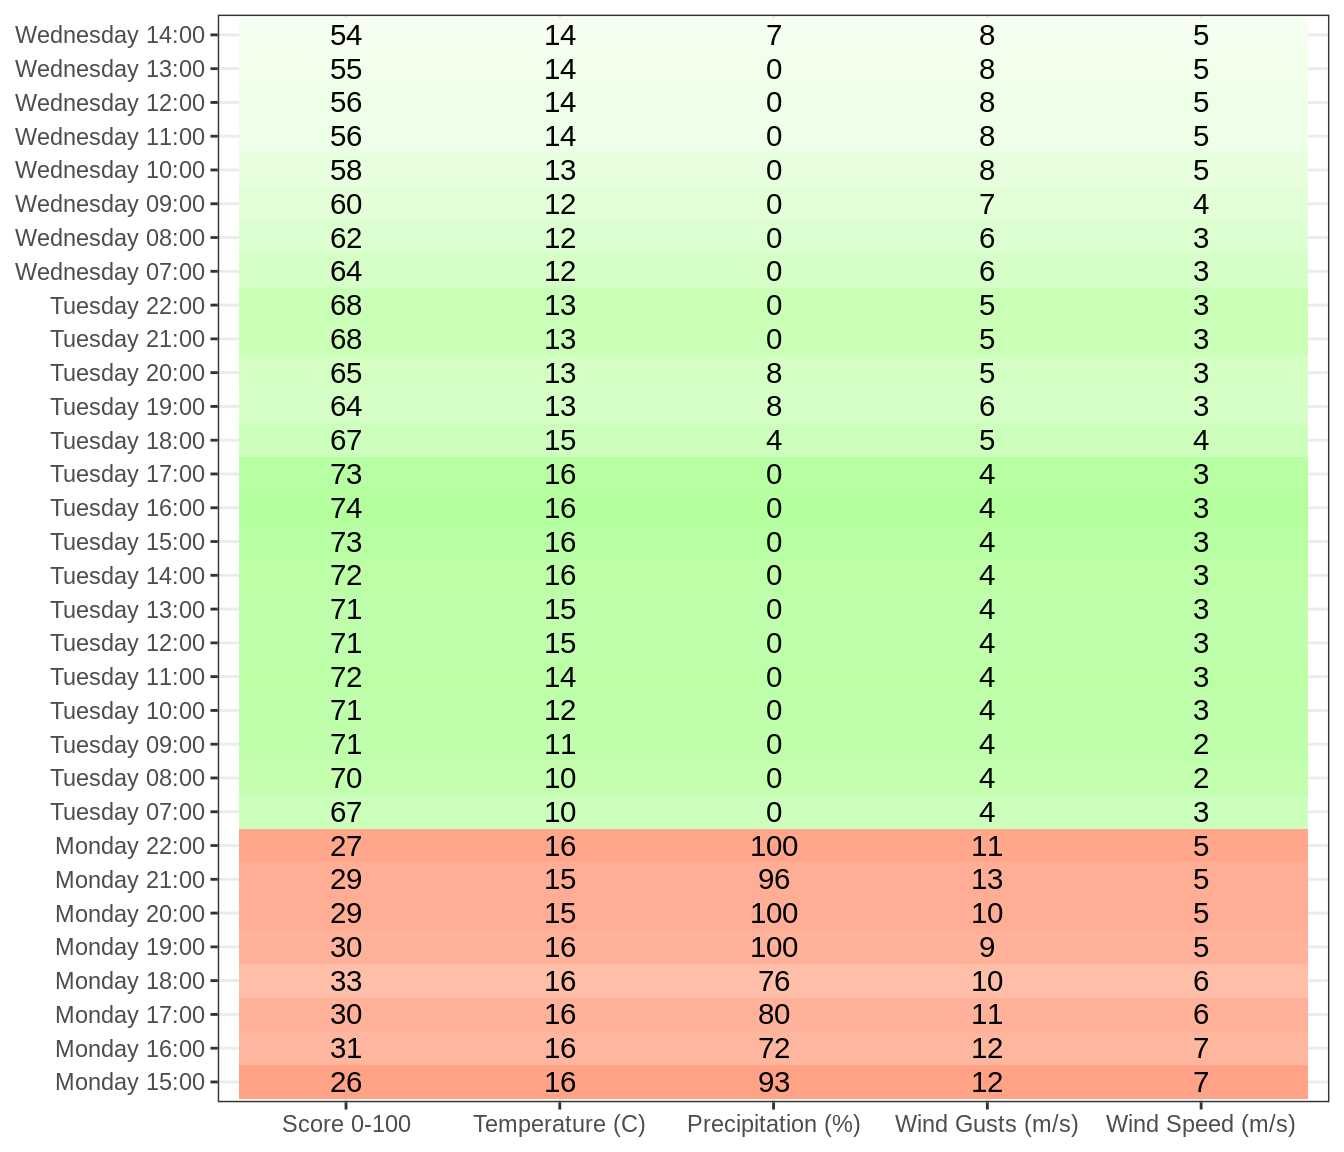 Wednesday 14:00 54 14 7 8 5
Wednesday 13:00 55 14 0 8 5
Wednesday 12:00 56 14 0 8 5
Wednesday 11:00 56 14 0 8 5
Wednesday 10:00 58 13 0 8 5
Wednesday 09:00 60 12 0 7 4
Wednesday 08:00 62 12 0 6 3
Wednesday 07:00 64 12 0 6 3
Tuesday 22:00 68 13 0 5 3
Tuesday 21:00 68 13 0 5 3
Tuesday 20:00 65 13 8 5 3
Tuesday 19:00 64 13 8 6 3
Tuesday 18:00 67 15 4 5 4
Tuesday 17:00 73 16 0 4 3
Tuesday 16:00 74 16 0 4 3
Tuesday 15:00 73 16 0 4 3
Tuesday 14:00 72 16 0 4 3
Tuesday 13:00 71 15 0 4 3
Tuesday 12:00 71 15 0 4 3
Tuesday 11:00 72 14 0 4 3
Tuesday 10:00 71 12 0 4 3
Tuesday 09:00 71 11 0 4 2
Tuesday 08:00 70 10 0 4 2
Tuesday 07:00 67 10 0 4 3
Monday 22:00 27 16 100 11 5
Monday 21:00 29 15 96 13 5
Monday 20:00 29 15 100 10 5
Monday 19:00 30 16 100 9 5
Monday 18:00 33 16 76 10 6
Monday 17:00 30 16 80 11 6
Monday 16:00 31 16 72 12 7
Monday 15:00 26 16 93 12 7
Score 0-100 Temperature (C) Precipitation (%) Wind Gusts (m/s) Wind Speed (m/s)